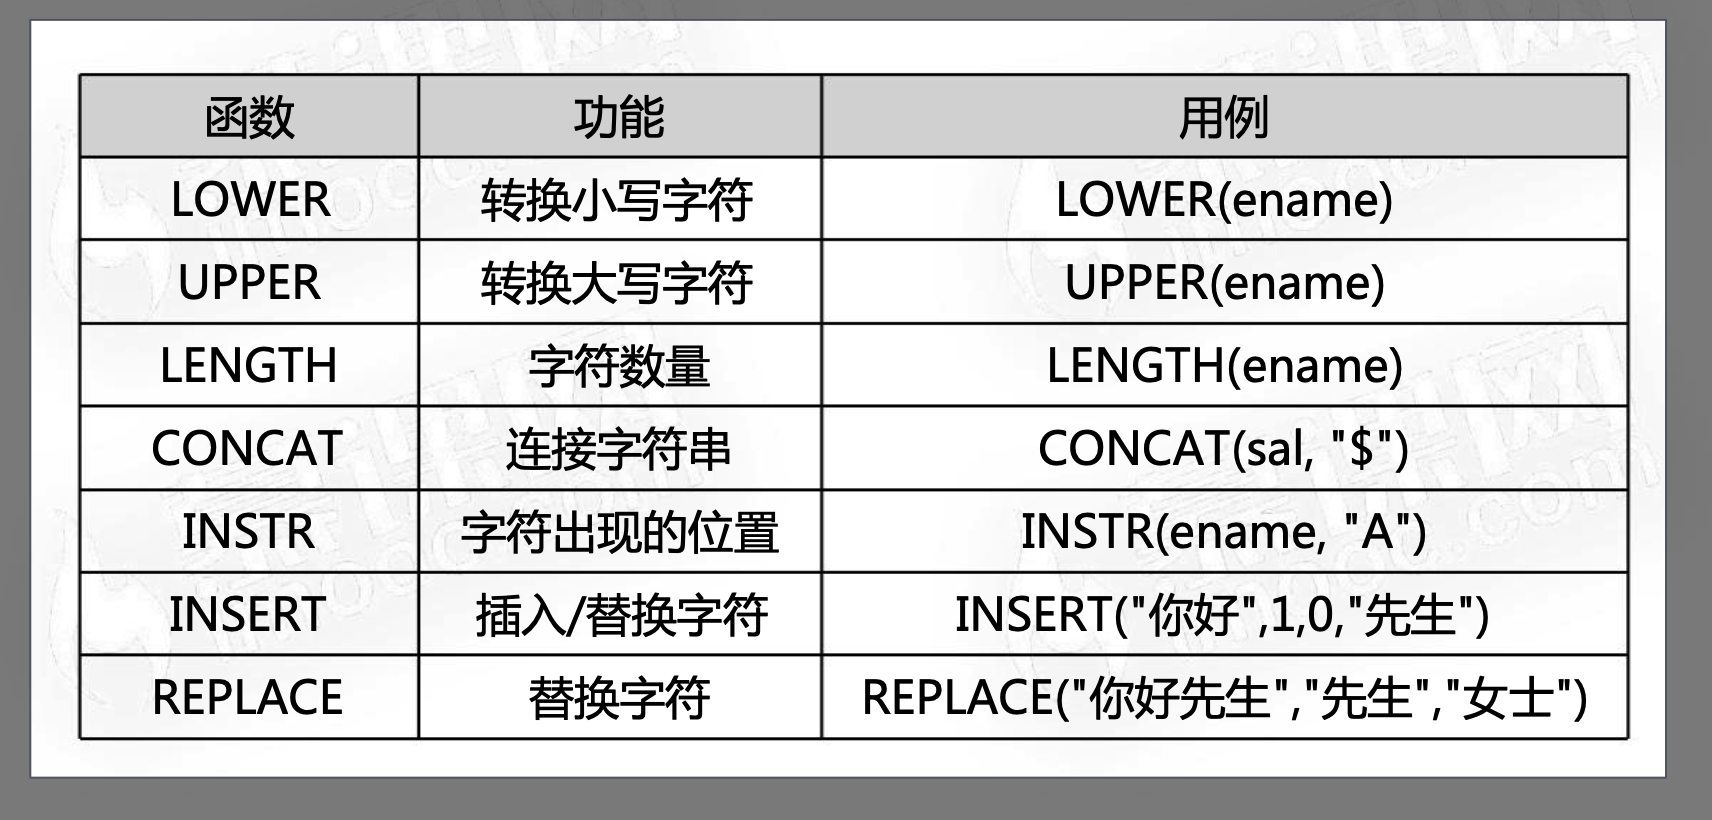 函数 功能 用例
LOWER 转换小写字符 LOWER(ename)
UPPER 转换大写字符 UPPER(ename)
LENGTH 字符数量 LENGTH(ename)
CONCAT 连接字符串 CONCAT(sal, "$")
INSTR 字符出现的位置 INSTR(ename, "A")
INSERT 插入/替换字符 INSERT("你好",1,0,"先生")
REPLACE 替换字符 REPLACE("你好先生","先生","女士")